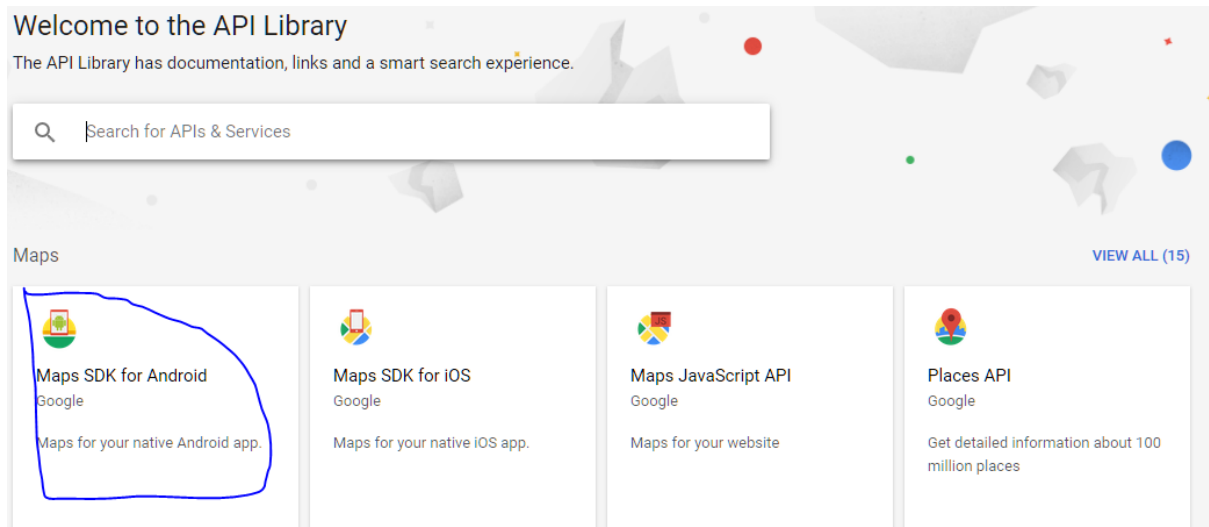 Welcome to the API Library
The API Library has documentation, links and a smart search experience.
Search for APIs & Services
Maps
VIEW ALL (15)
Maps SDK for Android
Google
Maps for your native Android app.
Maps SDK for iOS
Google
Maps for your native iOS app.
JS
Maps JavaScript API
Google
Maps for your website
Places API
Google
Get detailed information about 100
million places